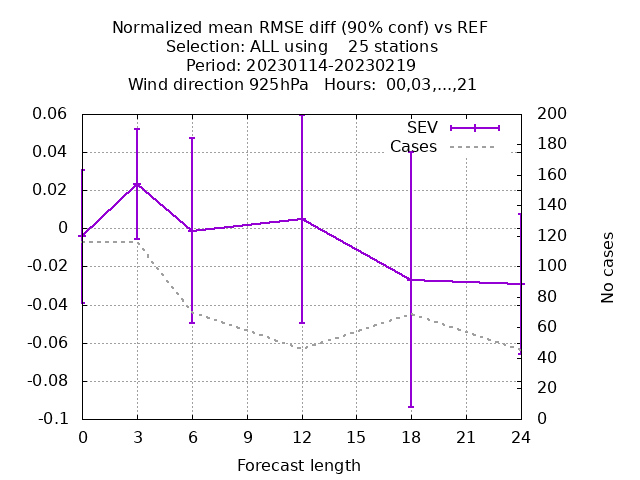 Normalized mean RMSE diff (90% conf) vs REF
Selection: ALL using    25 stations
Period: 20230114-20230219
Wind direction 925hPa   Hours:  00,03,...,21
0.06
0.04
0.02
0
-0.02
-0.04
-0.06
-0.08
-0.1
200
180
160
140
120
100
80
60
40
20
0
SEV
Cases
No cases
0 3 6 9 12 15 18 21 24
Forecast length